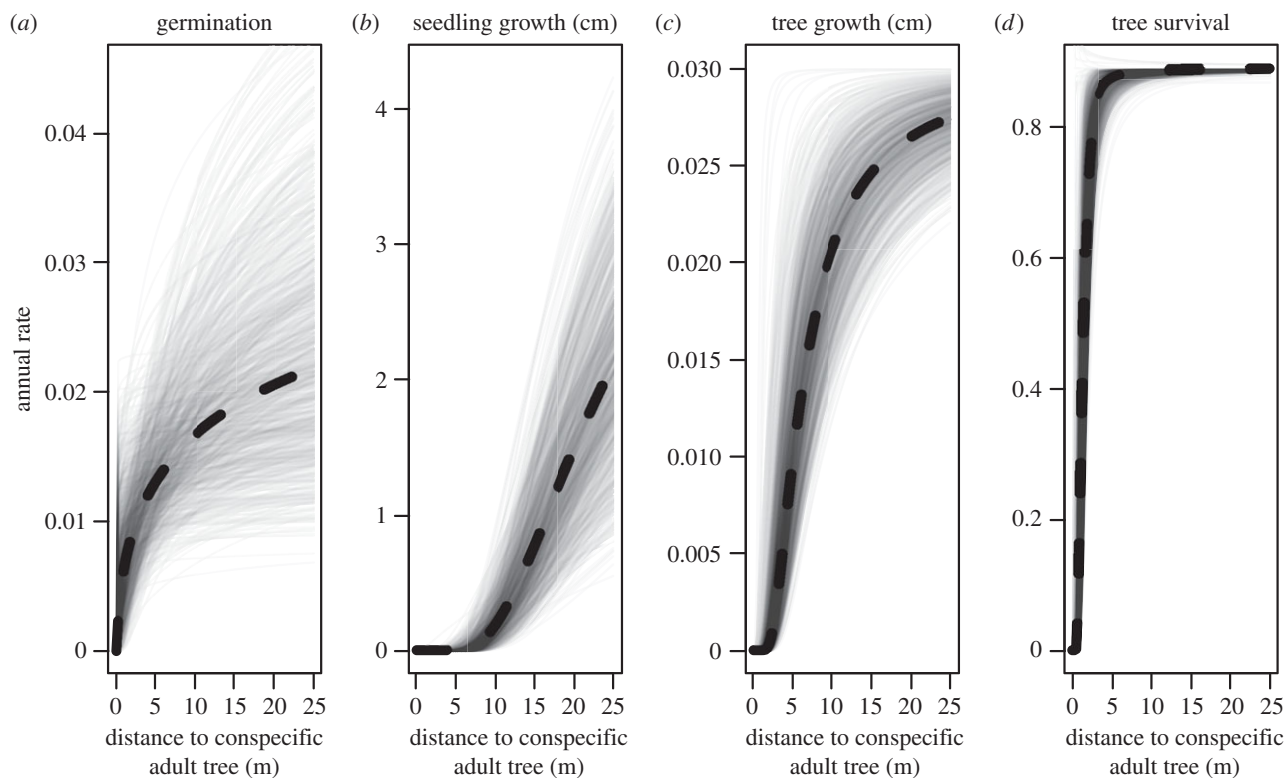 (a) germination
(b) seedling growth (cm)
(c) tree growth (cm)
(d) tree survival
annual rate
0.04
0.03
0.02
0.01
0
4
3
2
1
0
0.030
0.025
0.020
0.015
0.010
0.005
0
0.8
0.6
0.4
0.2
0
0 5 10 15 20 25
0 5 10 15 20 25
0 5 10 15 20 25
0 5 10 15 20 25
distance to conspecific
adult tree (m)
distance to conspecific
adult tree (m)
distance to conspecific
adult tree (m)
distance to conspecific
adult tree (m)